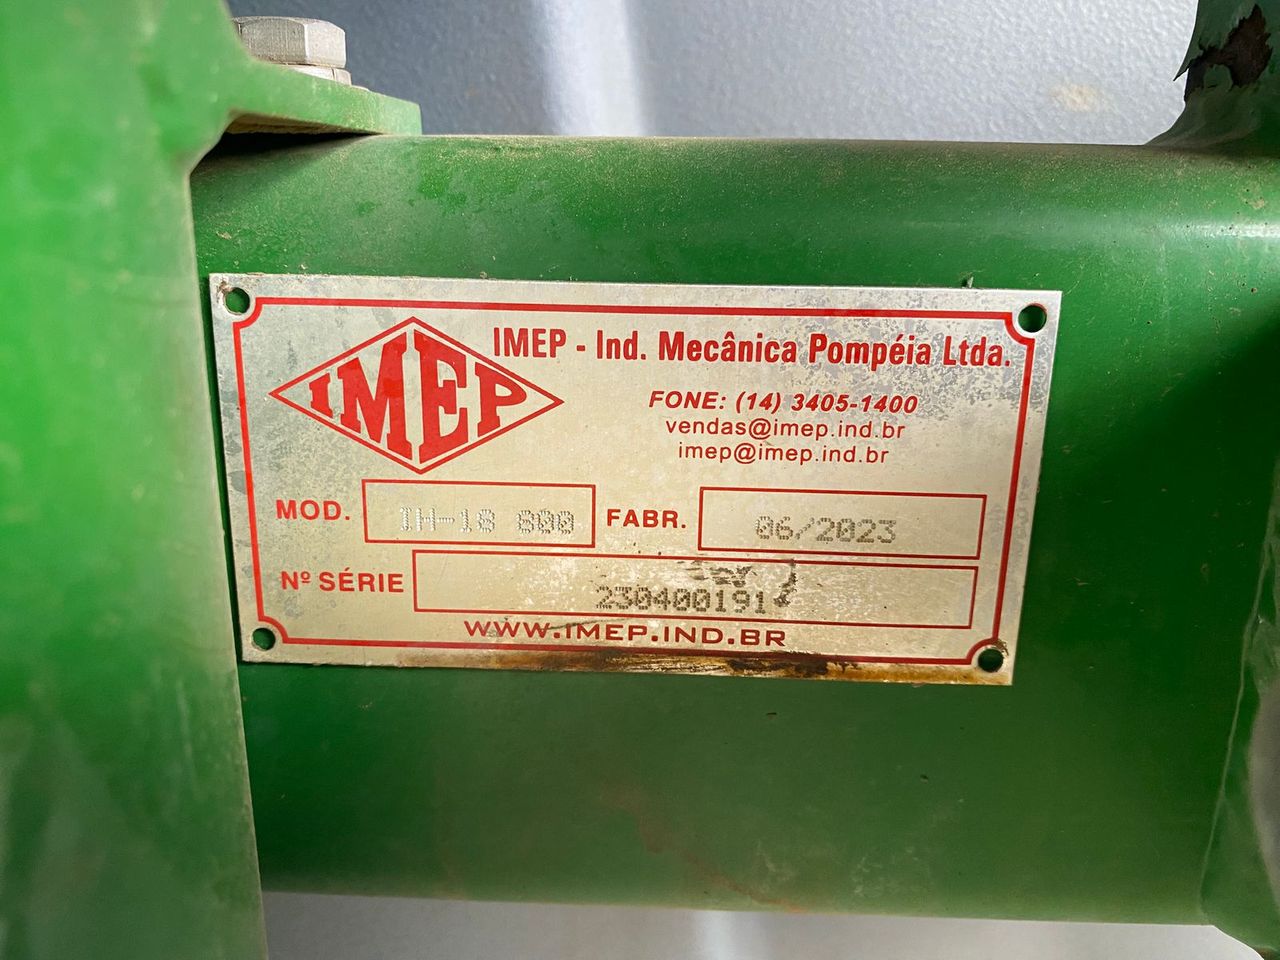 IMEP
IMEP - Ind. Mecânica Pompéia Ltda.
FONE: (14) 3405-1400
vendas@imep.ind.br
imep@imep.ind.br
MOD. IH-18 800 FABR. 06/2023
Nº SÉRIE 230400191
WWW.IMEP.IND.BR